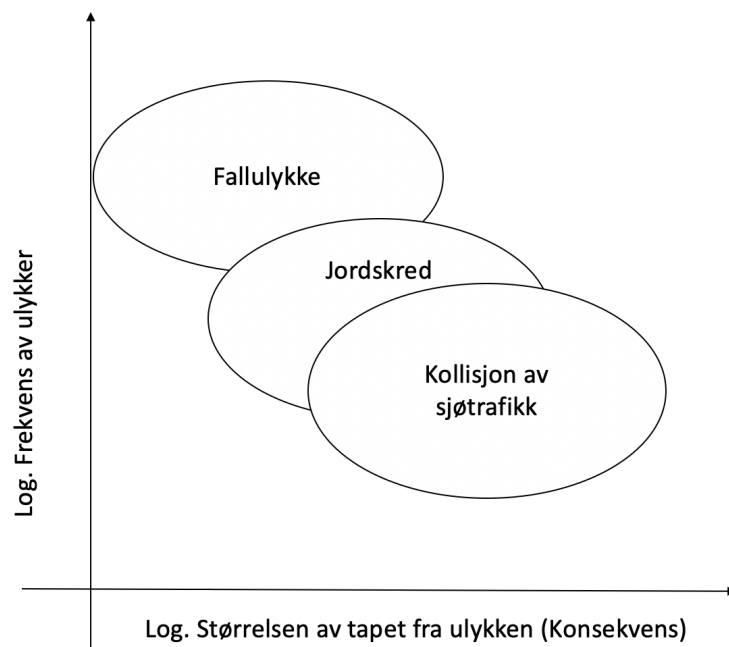 Fallulykke
Jordskred
Kollisjon av
sjøtrafikk
Log. Frekvens av ulykker
Log. Størrelsen av tapet fra ulykken (Konsekvens)